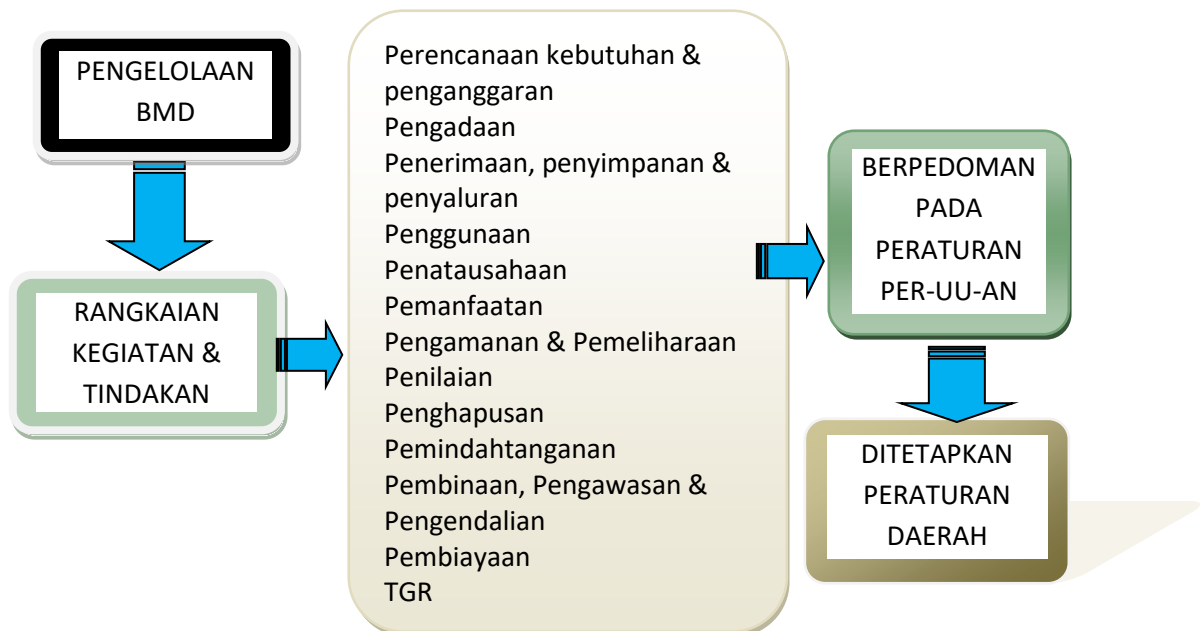 PENGELOLAAN
BMD
RANGKAIAN
KEGIATAN &
TINDAKAN
Perencanaan kebutuhan &
penganggaran
Pengadaan
Penerimaan, penyimpanan &
penyaluran
Penggunaan
Penatausahaan
Pemanfaatan
Pengamanan & Pemeliharaan
Penilaian
Penghapusan
Pemindahtanganan
Pembinaan, Pengawasan &
Pengendalian
Pembiayaan
TGR
BERPEDOMAN
PADA
PERATURAN
PER-UU-AN
DITETAPKAN
PERATURAN
DAERAH